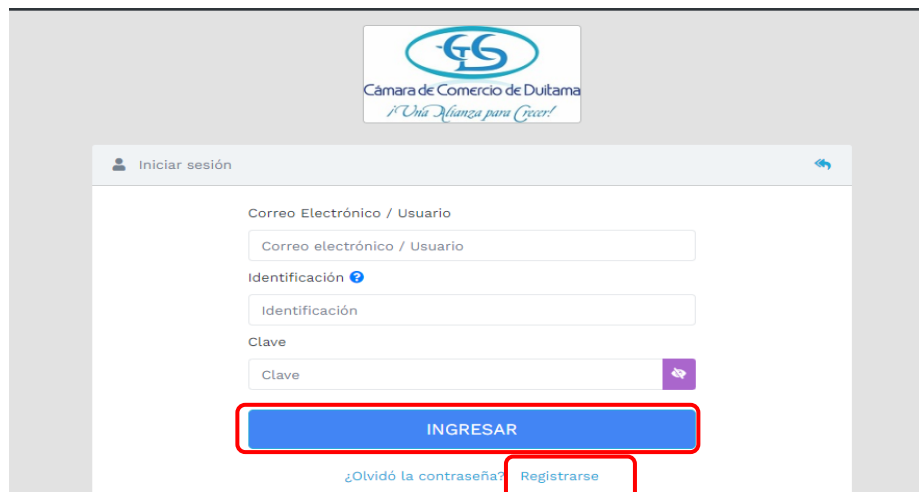 Cámara de Comercio de Duitama
¡Una Alianza para Crecer!
Iniciar sesión
Correo Electrónico / Usuario
Correo electrónico / Usuario
Identificación ?
Identificación
Clave
Clave
INGRESAR
¿Olvidó la contraseña? Registrarse